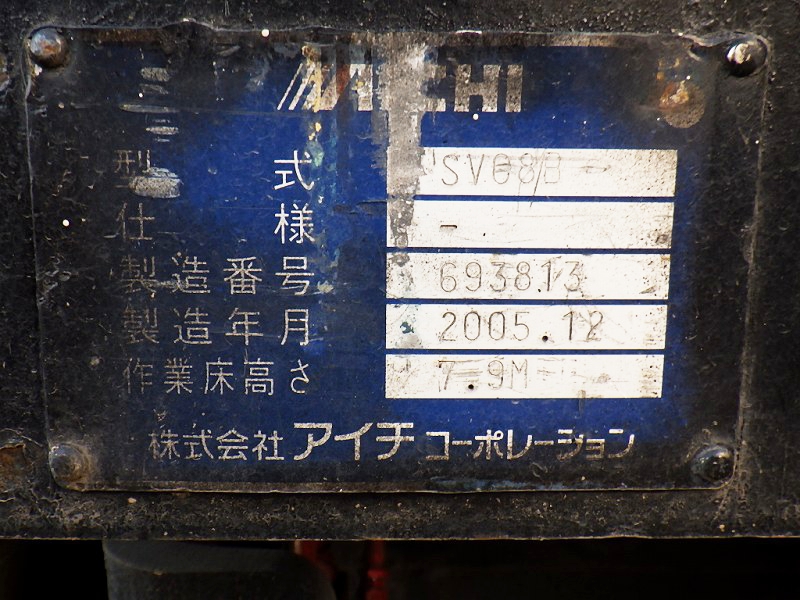 AICHI
型式 SV08B
仕様 -
製造番号 693813
製造年月 2005.12
作業床高さ 7.9M
株式会社アイチコーポレーション